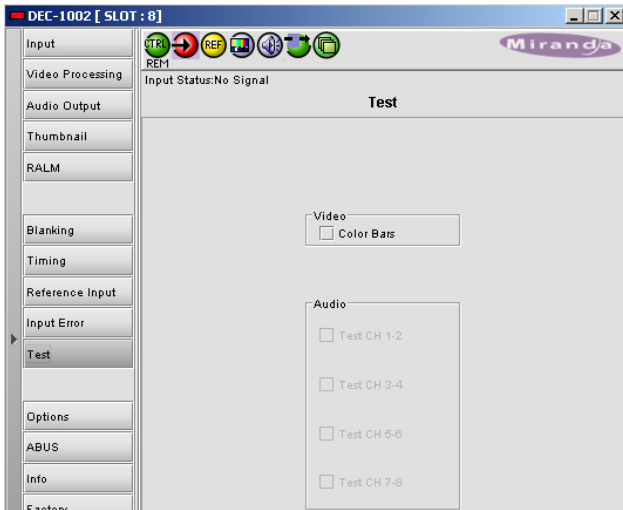 DEC-1002 [ SLOT : 8]
Input
Video Processing
Audio Output
Thumbnail
RALM
Blanking
Timing
Reference Input
Input Error
Test
Options
ABUS
Info
Factory
CTRL
REF
REM
Miranda
Input Status:No Signal
Test
Video
Color Bars
Audio
Test CH 1-2
Test CH 3-4
Test CH 5-6
Test CH 7-8